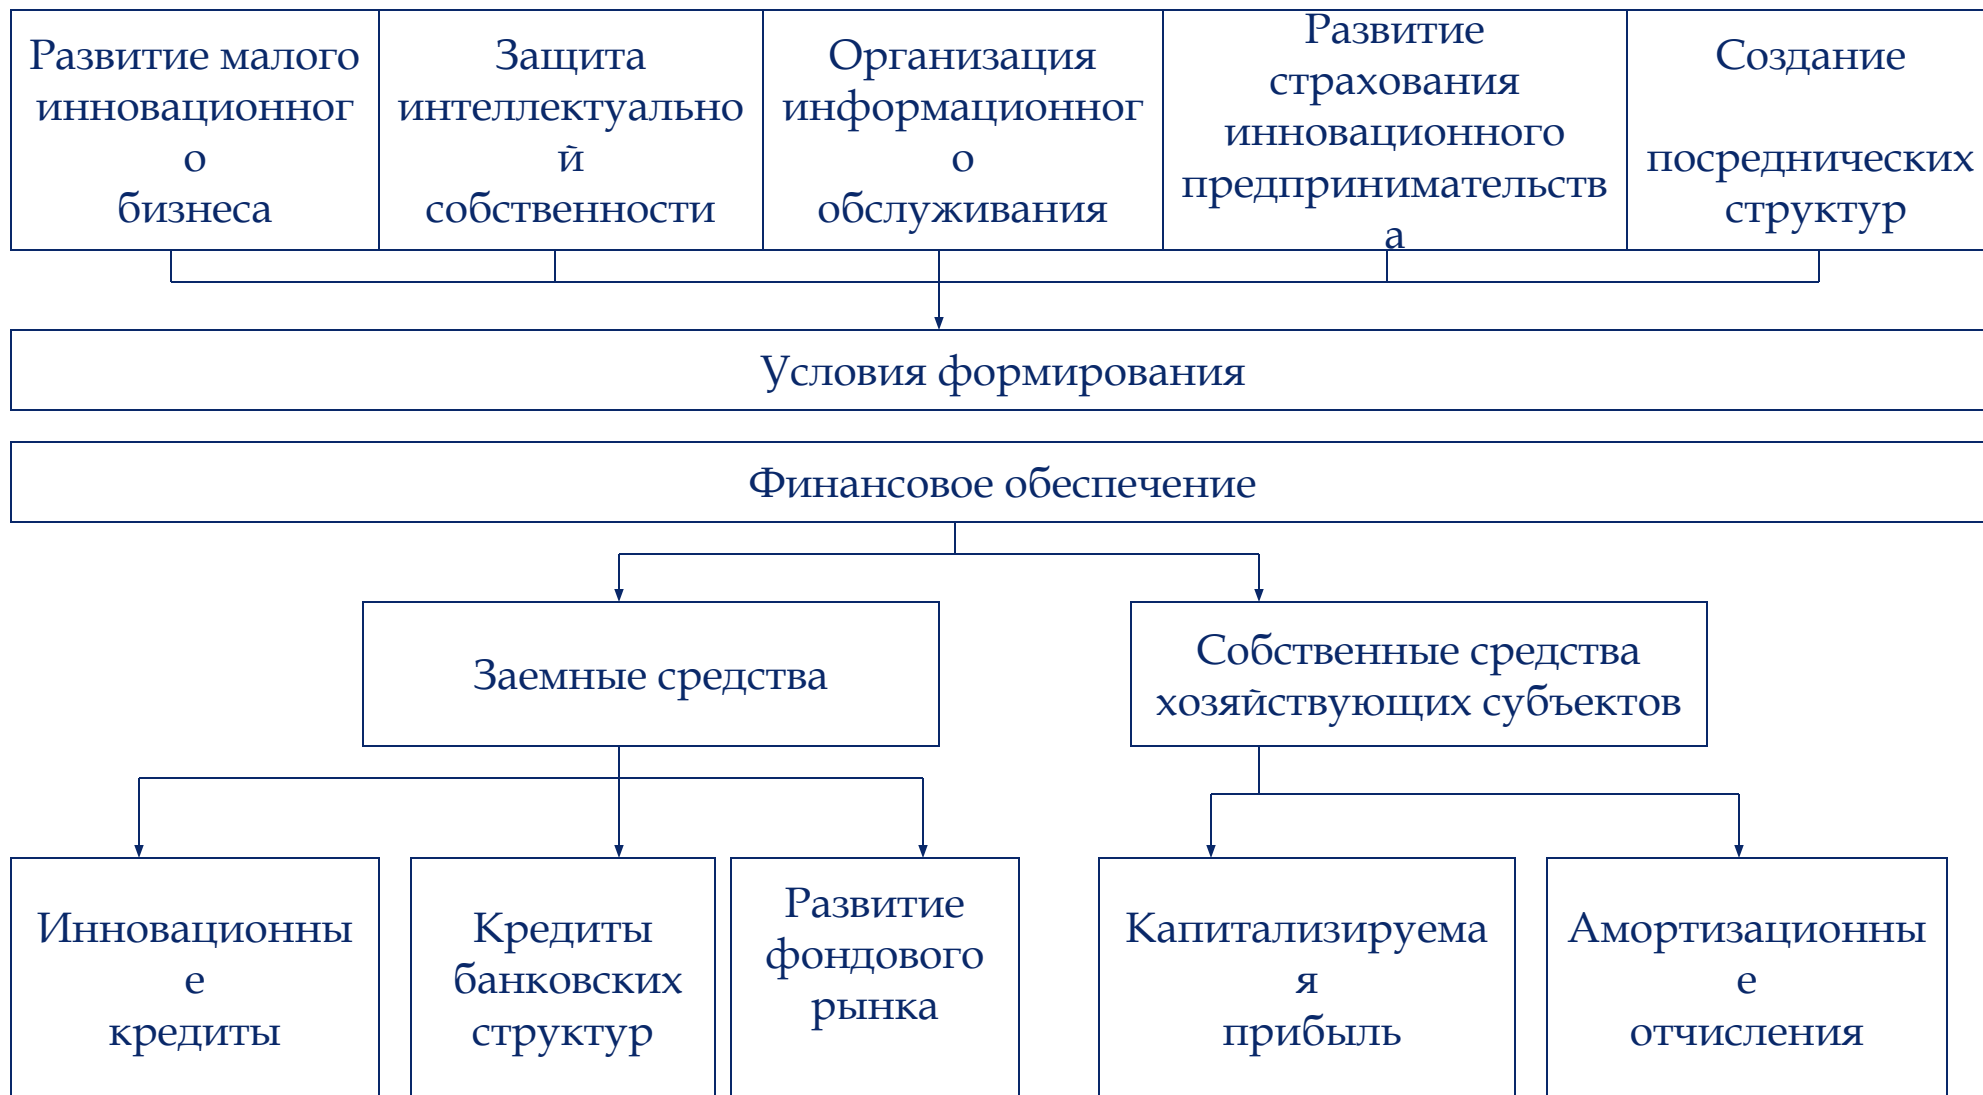 Развитие малого
инновационног
о
бизнеса
Защита
интеллектуально
й
собственности
Организация
информационног
о
обслуживания
Развитие
страхования
инновационного
предпринимательств
а
Создание
посреднических
структур
Условия формирования
Финансовое обеспечение
Заемные средства
Собственные средства
хозяйствующих субъектов
Инновационны
е
кредиты
Кредиты
банковских
структур
Развитие
фондового
рынка
Капитализируема
я
прибыль
Амортизационны
е
отчисления